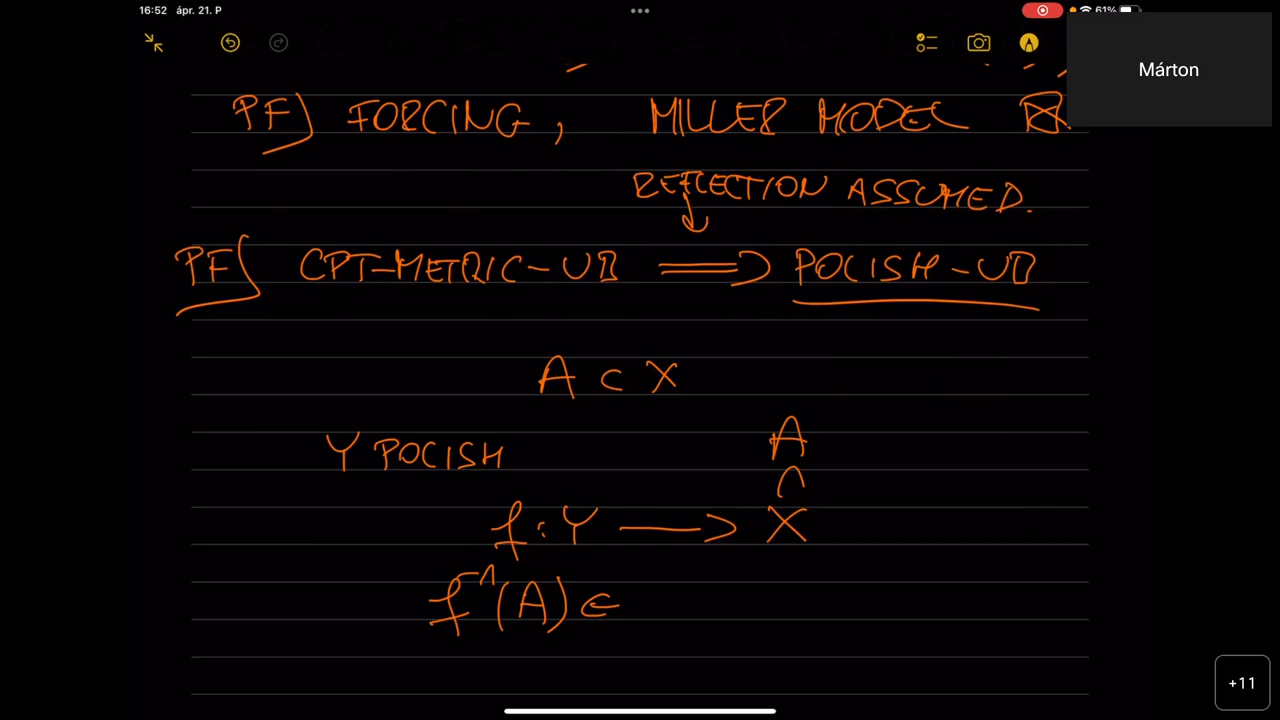 16:52 ápr. 21. P
61%
Márton
PF) FORCING, MILLER MODEL
REFLECTION ASSUMED.
PF) CPT-METRIC-UB ⟹ POLISH-UB
A ⊂ X
A
Y POLISH
∩
f: Y ⟶ X
f⁻¹(A) ∈
+11